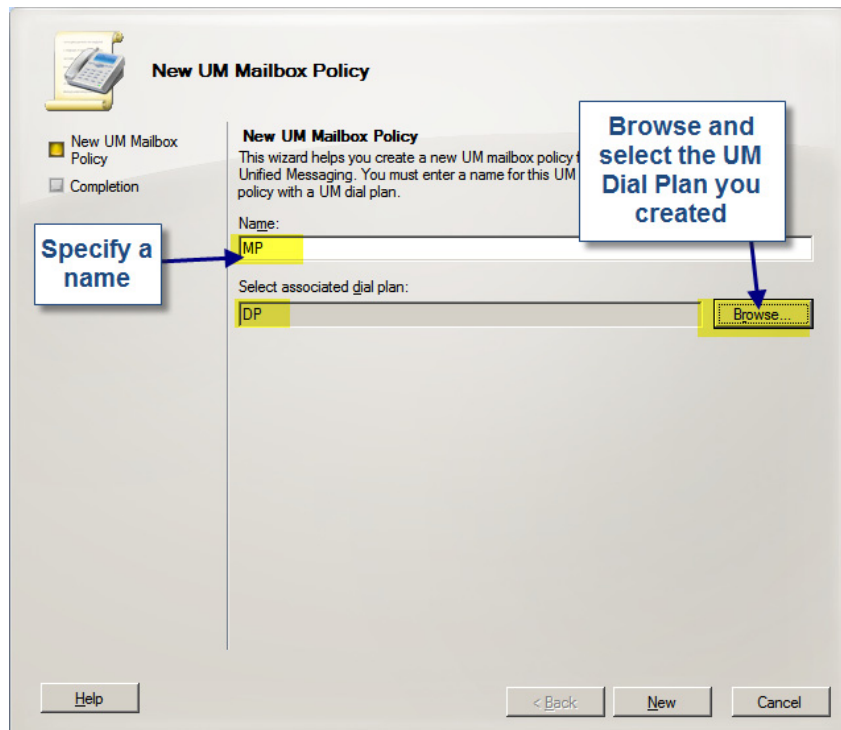 New UM Mailbox Policy
New UM Mailbox
Policy
Completion
New UM Mailbox Policy
This wizard helps you create a new UM mailbox policy
Unified Messaging. You must enter a name for this UM
policy with a UM dial plan.
Name:
MP
Select associated dial plan:
DP
Browse...
Specify a
name
Browse and
select the UM
Dial Plan you
created
Help
< Back
New
Cancel